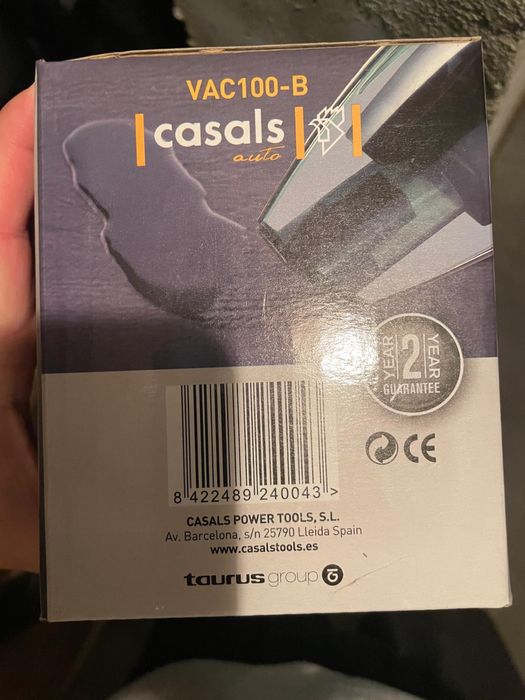 VAC100-B
casals
auto
YEAR 2 YEAR
GUARANTEE
CE
8 422489 240043 >
CASALS POWER TOOLS, S.L.
Av. Barcelona, s/n 25790 Lleida Spain
www.casalstools.es
taurus group